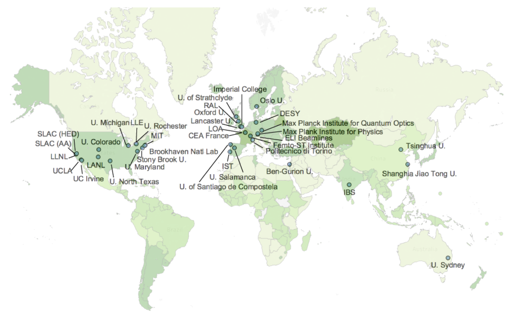 Imperial College
U. of Strathclyde
RAL
Oslo U.
Oxford U.
Lancaster U.
DESY
U. Michigan
LLE
U. Rochester
LOA
Max Planck Institute for Quantum Optics
SLAC (HED)
MIT
CEA France
Max Plank Institute for Physics
SLAC (AA)
U. Colorado
ELI Beamlines
Femto-ST Institute
Tsinghua U.
LLNL
Brookhaven Natl Lab
Politecnico di Torino
Stony Brook U.
LANL
U. Maryland
IST
Ben-Gurion U,
UCLA
Shanghai Jiao Tong U.
UC Irvine
U. North Texas
U. Salamanca
U. of Santiago de Compostela
IBS
U. Sydney